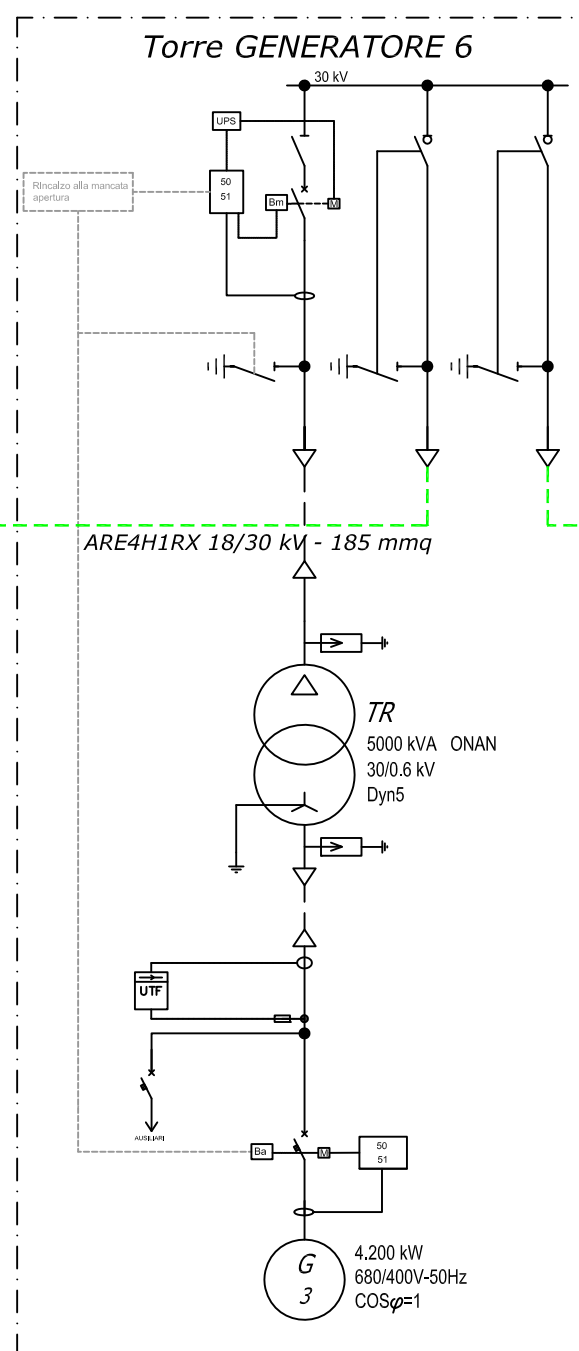 Torre GENERATORE 6
30 kV
UPS
Rincalzo alla mancata
apertura
50
51
Bm
M
ARE4H1RX 18/30 kV - 185 mmq
TR
5000 kVA ONAN
30/0.6 kV
Dyn5
UTF
AUSILIARI
Ba
M
50
51
G
3
4.200 kW
680/400V-50Hz
COSφ=1